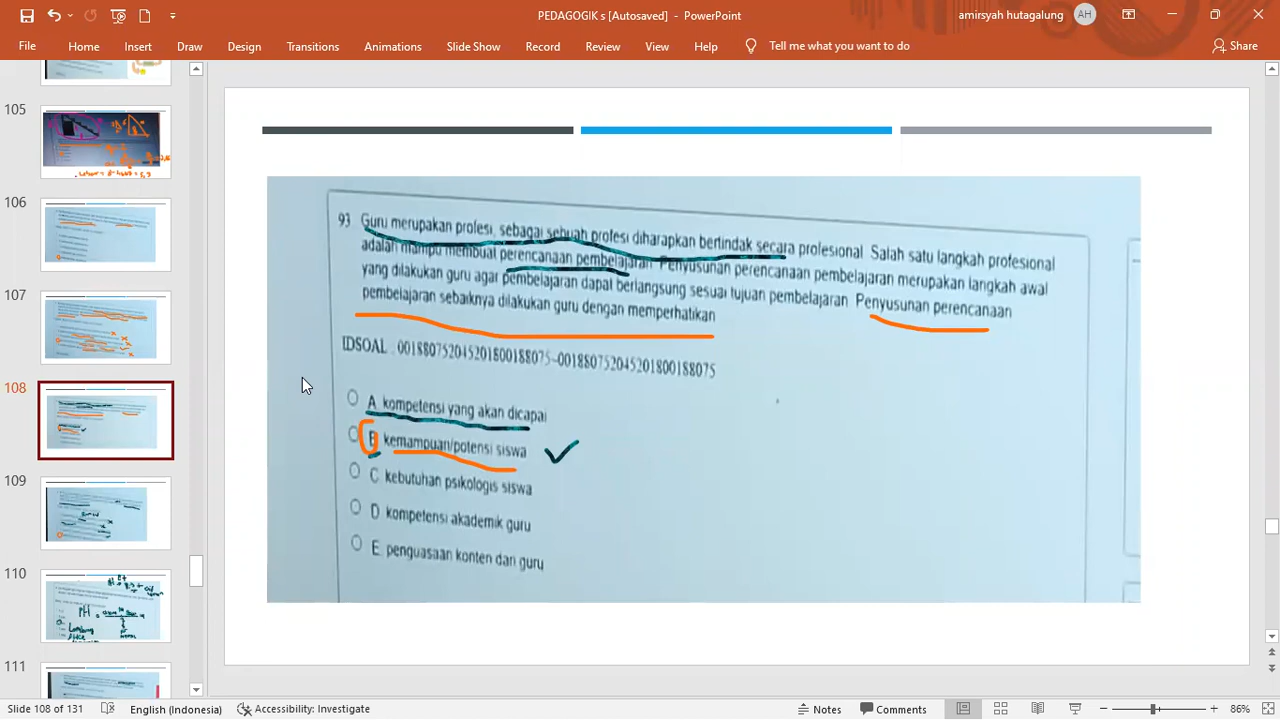 PEDAGOGIK s [Autosaved] - PowerPoint
amirsyah hutagalung
AH
File Home Insert Draw Design Transitions Animations Slide Show Record Review View Help Tell me what you want to do Share
105
106
107
108
109
110
111
93 Guru merupakan profesi, sebagai sebuah profesi diharapkan bertindak secara profesional Salah satu langkah profesional
adalah mampu membuat perencanaan pembelajaran Penyusunan perencanaan pembelajaran merupakan langkah awal
yang dilakukan guru agar pembelajaran dapat berlangsung sesuai tujuan pembelajaran Penyusunan perencanaan
pembelajaran sebaiknya dilakukan guru dengan memperhatikan
IDSOAL . 001880752045201800188075~001880752045201800188075
A kompetensi yang akan dicapai
B kemampuan/potensi siswa
C kebutuhan psikologis siswa
D kompetensi akademik guru
E penguasaan konten dari guru
Slide 108 of 131
English (Indonesia)
Accessibility: Investigate
Notes
Comments
86%